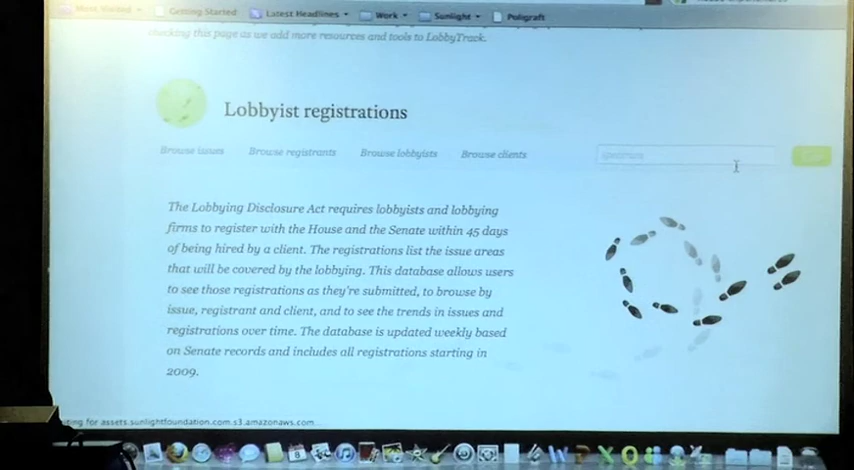 Most Visited Getting Started Latest Headlines Work Sunlight Poligraft
checking this page as we add more resources and tools to LobbyTrack.
Lobbyist registrations
Browse issues Browse registrants Browse lobbyists Browse clients
The Lobbying Disclosure Act requires lobbyists and lobbying
firms to register with the House and the Senate within 45 days
of being hired by a client. The registrations list the issue areas
that will be covered by the lobbying. This database allows users
to see those registrations as they're submitted, to browse by
issue, registrant and client, and to see the trends in issues and
registrations over time. The database is updated weekly based
on Senate records and includes all registrations starting in
2009.
ting for assets.sunlightfoundation.com.s3.amazonaws.com...